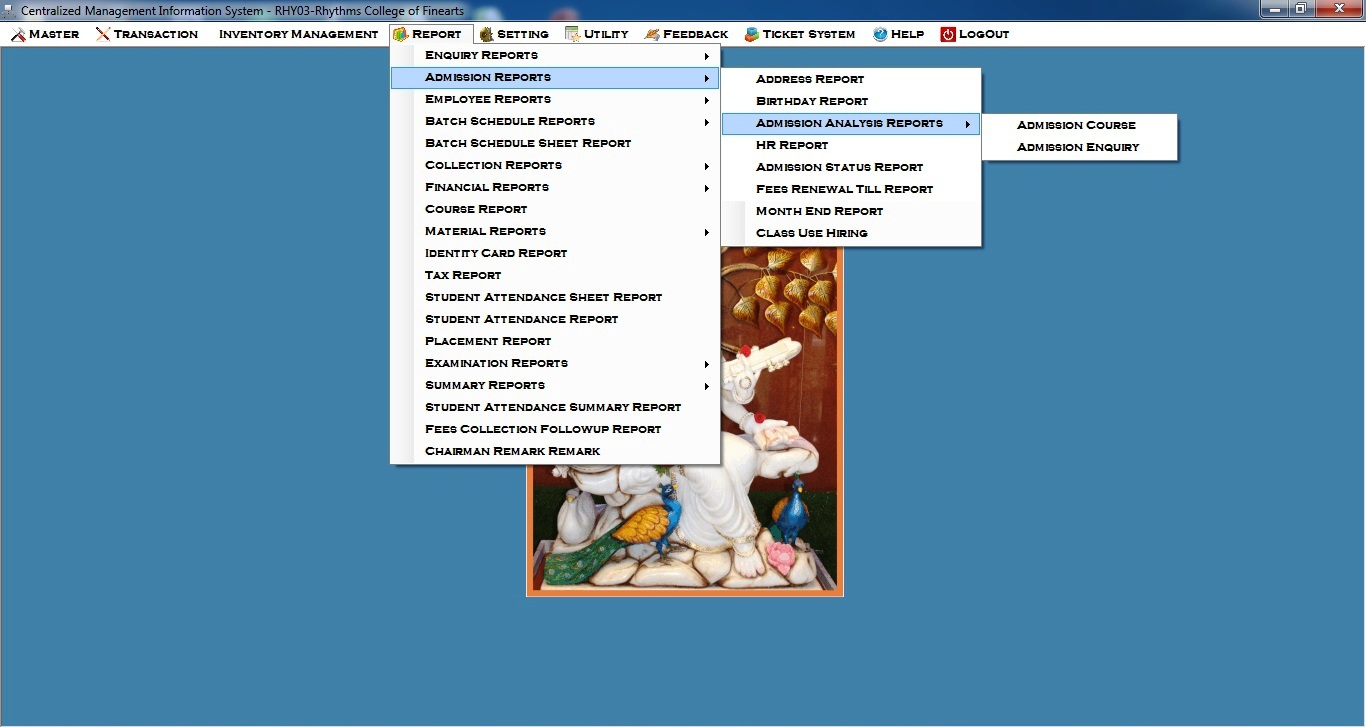 Centralized Management Information System - RHY03-Rhythms College of Finearts
Master Transaction Inventory Management Report Setting Utility Feedback Ticket System Help LogOut
Enquiry Reports
Admission Reports
Employee Reports
Batch Schedule Reports
Batch Schedule Sheet Report
Collection Reports
Financial Reports
Course Report
Material Reports
Identity Card Report
Tax Report
Student Attendance Sheet Report
Student Attendance Report
Placement Report
Examination Reports
Summary Reports
Student Attendance Summary Report
Fees Collection Followup Report
Chairman Remark Remark
Address Report
Birthday Report
Admission Analysis Reports
HR Report
Admission Status Report
Fees Renewal Till Report
Month End Report
Class Use Hiring
Admission Course
Admission Enquiry